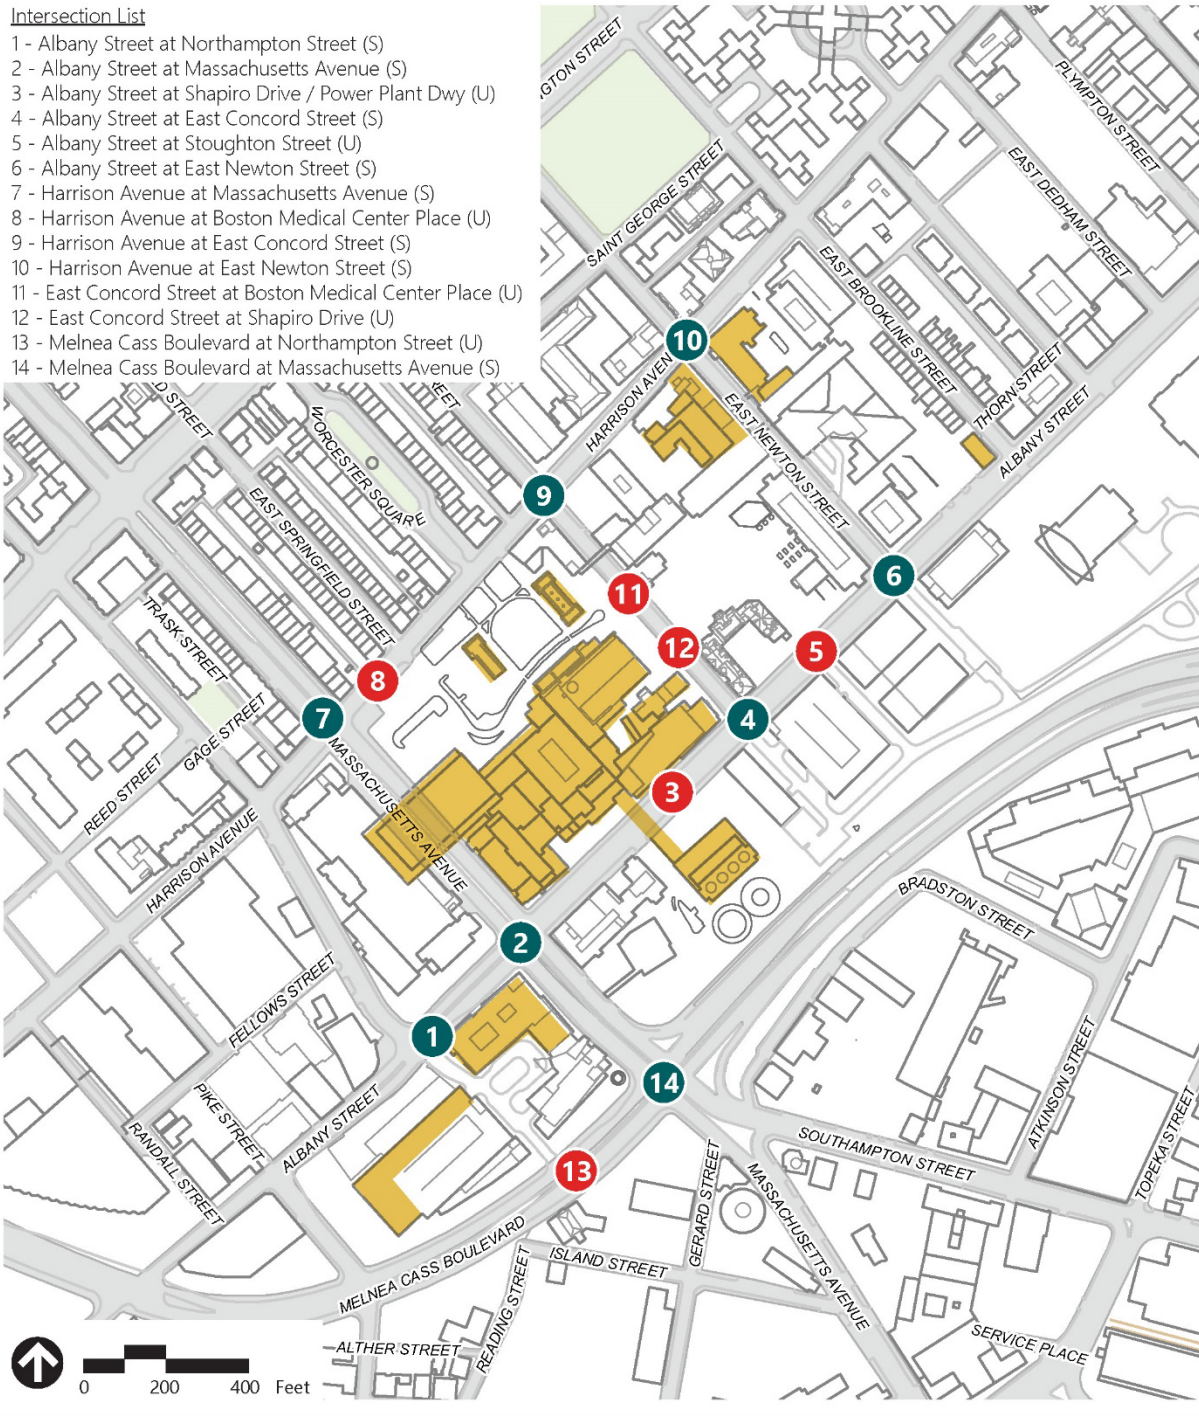 Intersection List
1 - Albany Street at Northampton Street (S)
2 - Albany Street at Massachusetts Avenue (S)
3 - Albany Street at Shapiro Drive / Power Plant Dwy (U)
4 - Albany Street at East Concord Street (S)
5 - Albany Street at Stoughton Street (U)
6 - Albany Street at East Newton Street (S)
7 - Harrison Avenue at Massachusetts Avenue (S)
8 - Harrison Avenue at Boston Medical Center Place (U)
9 - Harrison Avenue at East Concord Street (S)
10 - Harrison Avenue at East Newton Street (S)
11 - East Concord Street at Boston Medical Center Place (U)
12 - East Concord Street at Shapiro Drive (U)
13 - Melnea Cass Boulevard at Northampton Street (U)
14 - Melnea Cass Boulevard at Massachusetts Avenue (S)
STREET
PLYMPTON STREET
EAST DEDHAM STREET
SAINT GEORGE STREET
EAST BROOKLINE STREET
10
HARRISON AVEN
THORN STREET
EAST NEWTON STREET
ALBANY STREET
STREET
WORCESTER SQUARE
9
EAST SPRINGFIELD STREET
6
11
TRASK STREET
12
5
8
7
4
GAGE STREET
MASSACHUSETTS AVENUE
REED STREET
3
HARRISON AVENUE
BRADSTON STREET
2
FELLOWS STREET
1
14
ATKINSON STREET
PIKE STREET
ALBANY STREET
RANDALL STREET
SOUTHAMPTON STREET
TOPEKA STREET
13
GERARD STREET
MASSACHUSETTS AVENUE
MELNEA CASS BOULEVARD
ISLAND STREET
READING STREET
ALTHER STREET
SERVICE PLACE
0 200 400 Feet